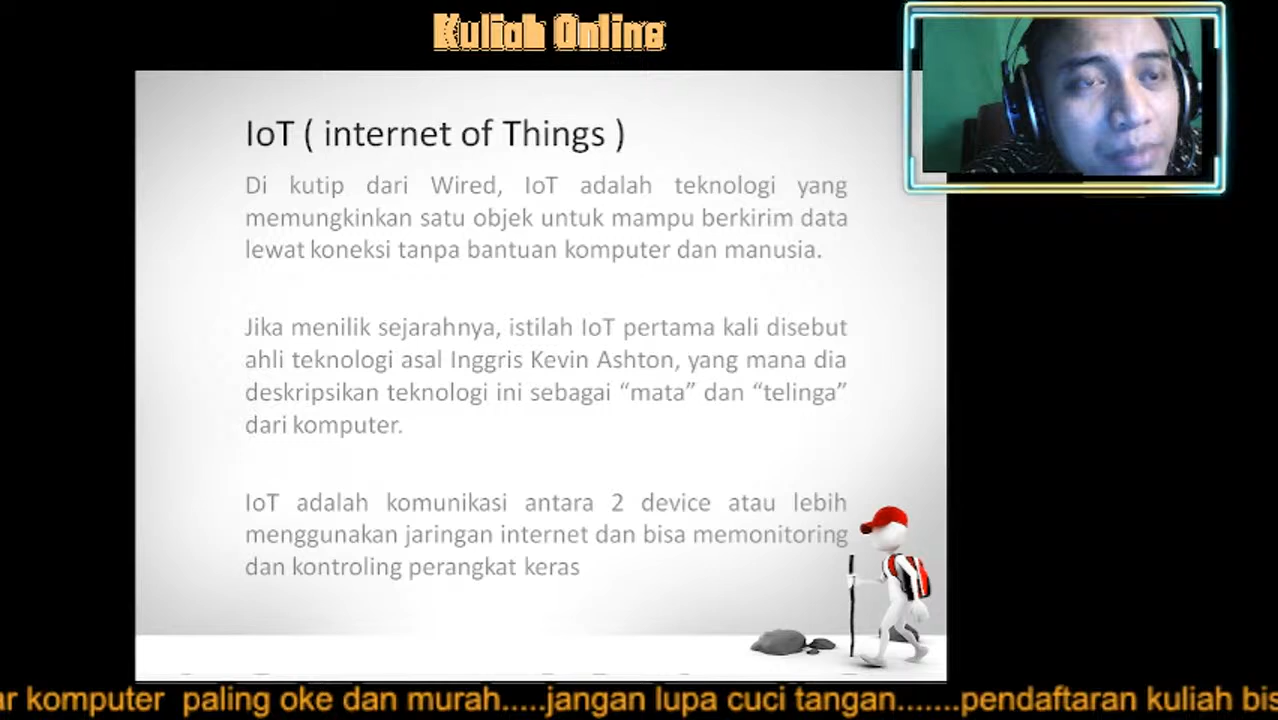 Kuliah Online
IoT ( internet of Things )
Di kutip dari Wired, IoT adalah teknologi yang
memungkinkan satu objek untuk mampu berkirim data
lewat koneksi tanpa bantuan komputer dan manusia.
Jika menilik sejarahnya, istilah IoT pertama kali disebut
ahli teknologi asal Inggris Kevin Ashton, yang mana dia
deskripsikan teknologi ini sebagai “mata” dan “telinga”
dari komputer.
IoT adalah komunikasi antara 2 device atau lebih
menggunakan jaringan internet dan bisa memonitoring
dan kontroling perangkat keras
komputer paling oke dan murah.....jangan lupa cuci tangan.......pendaftaran kuliah